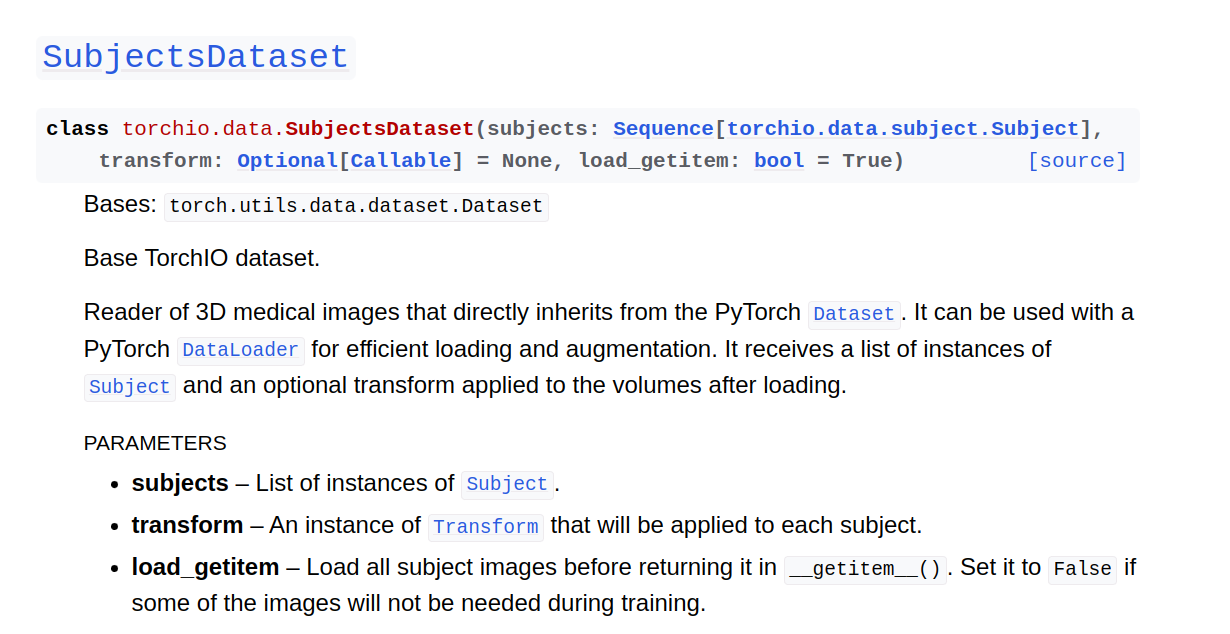 SubjectsDataset
class torchio.data.SubjectsDataset(subjects: Sequence[torchio.data.subject.Subject],
transform: Optional[Callable] = None, load_getitem: bool = True) [source]
Bases: torch.utils.data.dataset.Dataset
Base TorchIO dataset.
Reader of 3D medical images that directly inherits from the PyTorch Dataset. It can be used with a
PyTorch DataLoader for efficient loading and augmentation. It receives a list of instances of
Subject and an optional transform applied to the volumes after loading.
PARAMETERS
• subjects – List of instances of Subject.
• transform – An instance of Transform that will be applied to each subject.
• load_getitem – Load all subject images before returning it in __getitem__(). Set it to False if
some of the images will not be needed during training.